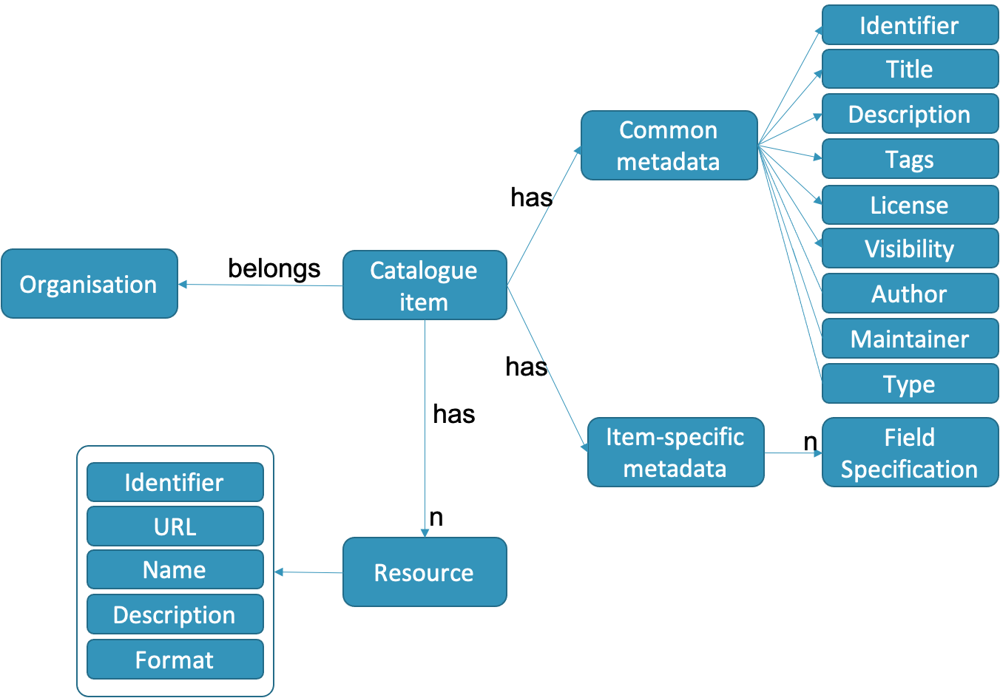 Identifier
Title
Description
Tags
License
Visibility
Author
Maintainer
Type
Common
metadata
has
belongs
Organisation
Catalogue
item
has
has
n
Item-specific
metadata
n
Field
Specification
Resource
Identifier
URL
Name
Description
Format